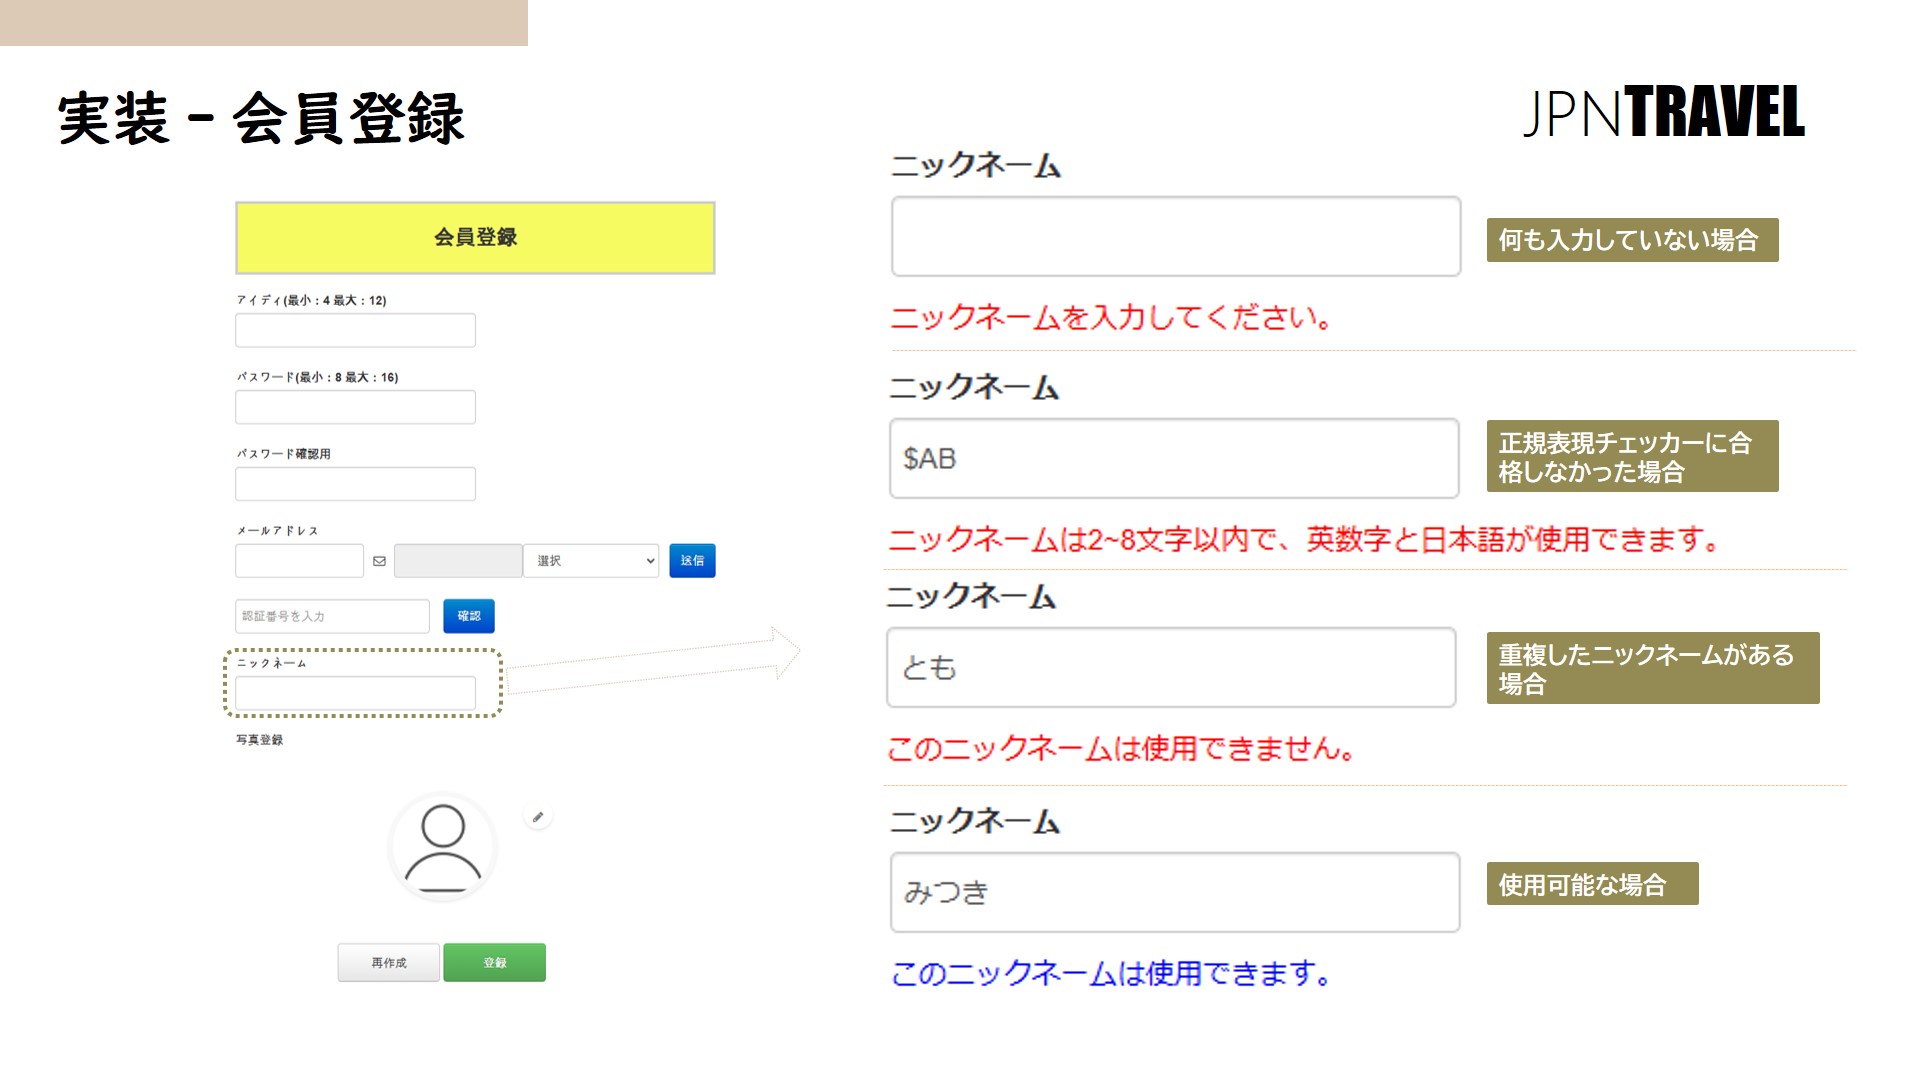 実装 - 会員登録
JPNTRAVEL
会員登録
アイディ(最小：4 最大：12)
パスワード(最小：8 最大：16)
パスワード確認用
メールアドレス
選択
送信
認証番号を入力
確認
ニックネーム
写真登録
再作成
登録
ニックネーム
何も入力していない場合
ニックネームを入力してください。
ニックネーム
$AB
正規表現チェッカーに合
格しなかった場合
ニックネームは2~8文字以内で、英数字と日本語が使用できます。
ニックネーム
とも
重複したニックネームがある
場合
このニックネームは使用できません。
ニックネーム
みつき
使用可能な場合
このニックネームは使用できます。